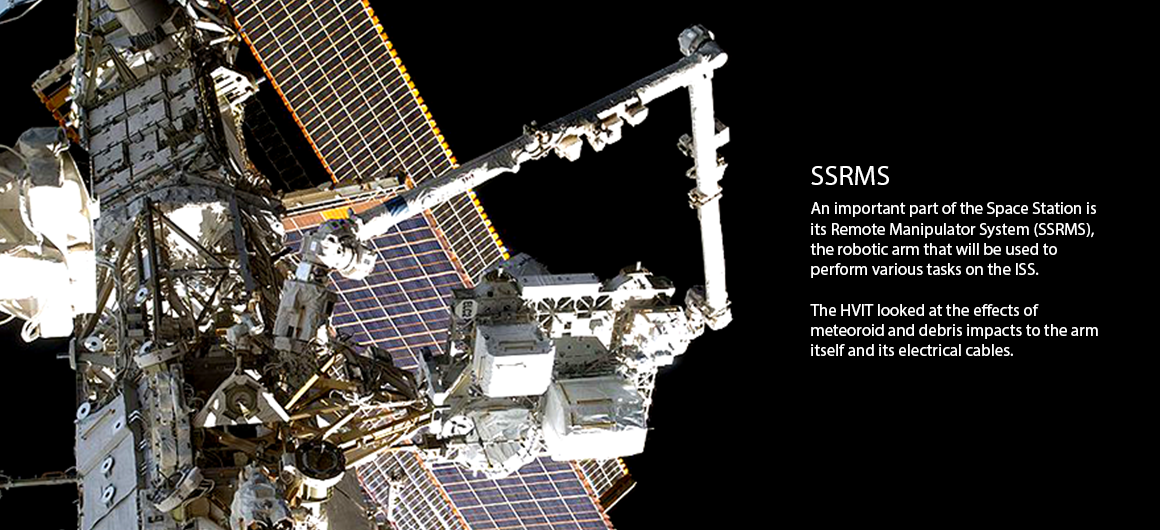 SSRMS
An important part of the Space Station is
its Remote Manipulator System (SSRMS),
the robotic arm that will be used to
perform various tasks on the ISS.
The HVIT looked at the effects of
meteoroid and debris impacts to the arm
itself and its electrical cables.